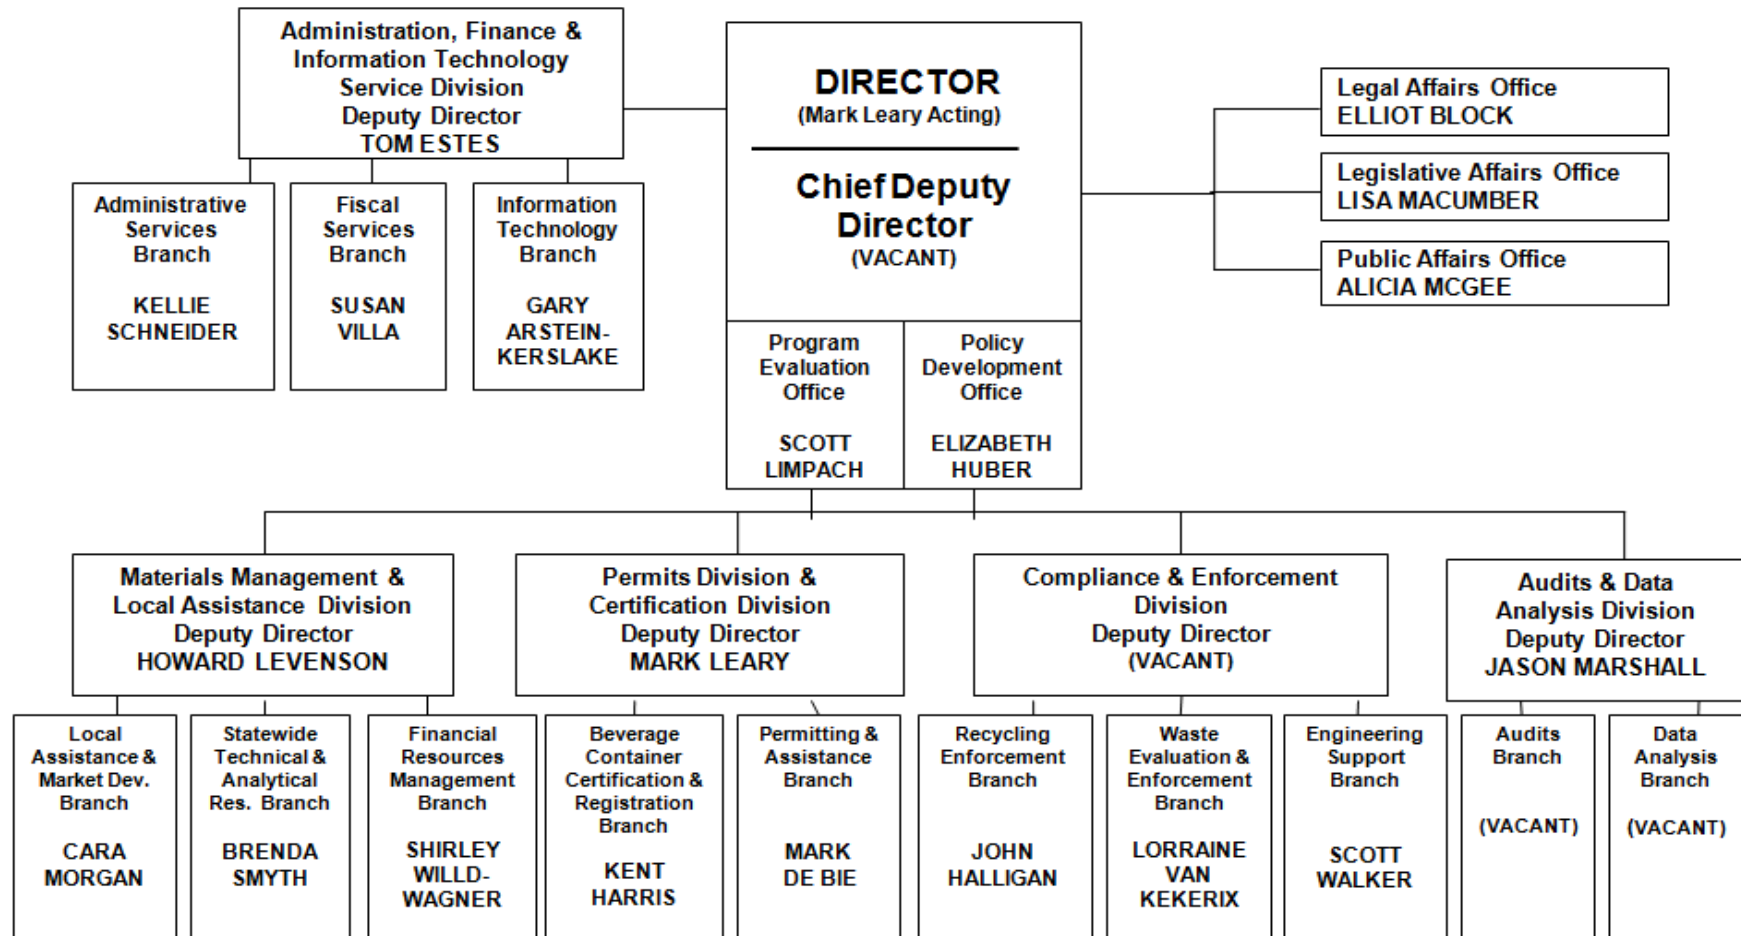 Administration, Finance &
Information Technology
Service Division
Deputy Director
TOM ESTES
Administrative
Services
Branch
KELLIE
SCHNEIDER
Fiscal
Services
Branch
SUSAN
VILLA
Information
Technology
Branch
GARY
ARSTEIN-
KERSLAKE
DIRECTOR
(Mark Leary Acting)
Chief Deputy
Director
(VACANT)
Program
Evaluation
Office
SCOTT
LIMPACH
Policy
Development
Office
ELIZABETH
HUBER
Legal Affairs Office
ELLIOT BLOCK
Legislative Affairs Office
LISA MACUMBER
Public Affairs Office
ALICIA MCGEE
Materials Management &
Local Assistance Division
Deputy Director
HOWARD LEVENSON
Permits Division &
Certification Division
Deputy Director
MARK LEARY
Compliance & Enforcement
Division
Deputy Director
(VACANT)
Audits & Data
Analysis Division
Deputy Director
JASON MARSHALL
Local
Assistance &
Market Dev.
Branch
CARA
MORGAN
Statewide
Technical &
Analytical
Res. Branch
BRENDA
SMYTH
Financial
Resources
Management
Branch
SHIRLEY
WILLD-
WAGNER
Beverage
Container
Certification &
Registration
Branch
KENT
HARRIS
Permitting &
Assistance
Branch
MARK
DE BIE
Recycling
Enforcement
Branch
JOHN
HALLIGAN
Waste
Evaluation &
Enforcement
Branch
LORRAINE
VAN
KEKERIX
Engineering
Support
Branch
SCOTT
WALKER
Audits
Branch
(VACANT)
Data
Analysis
Branch
(VACANT)